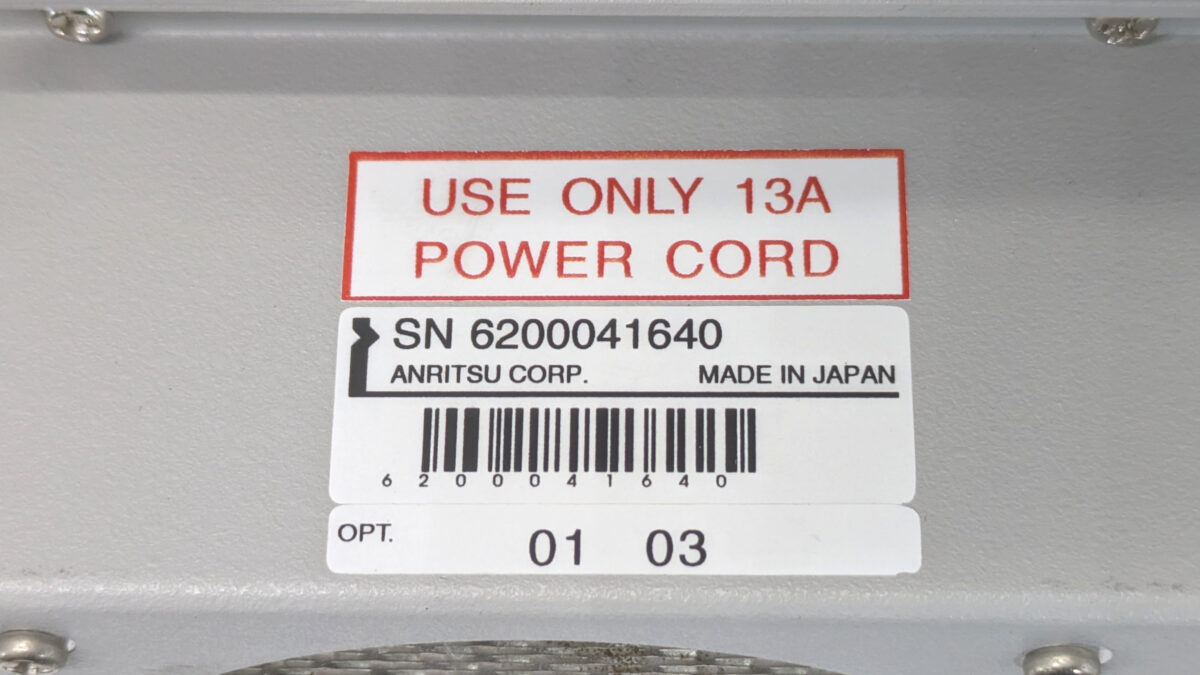 USE ONLY 13A
POWER CORD
SN 6200041640
ANRITSU CORP. MADE IN JAPAN
6200041640
OPT. 01 03